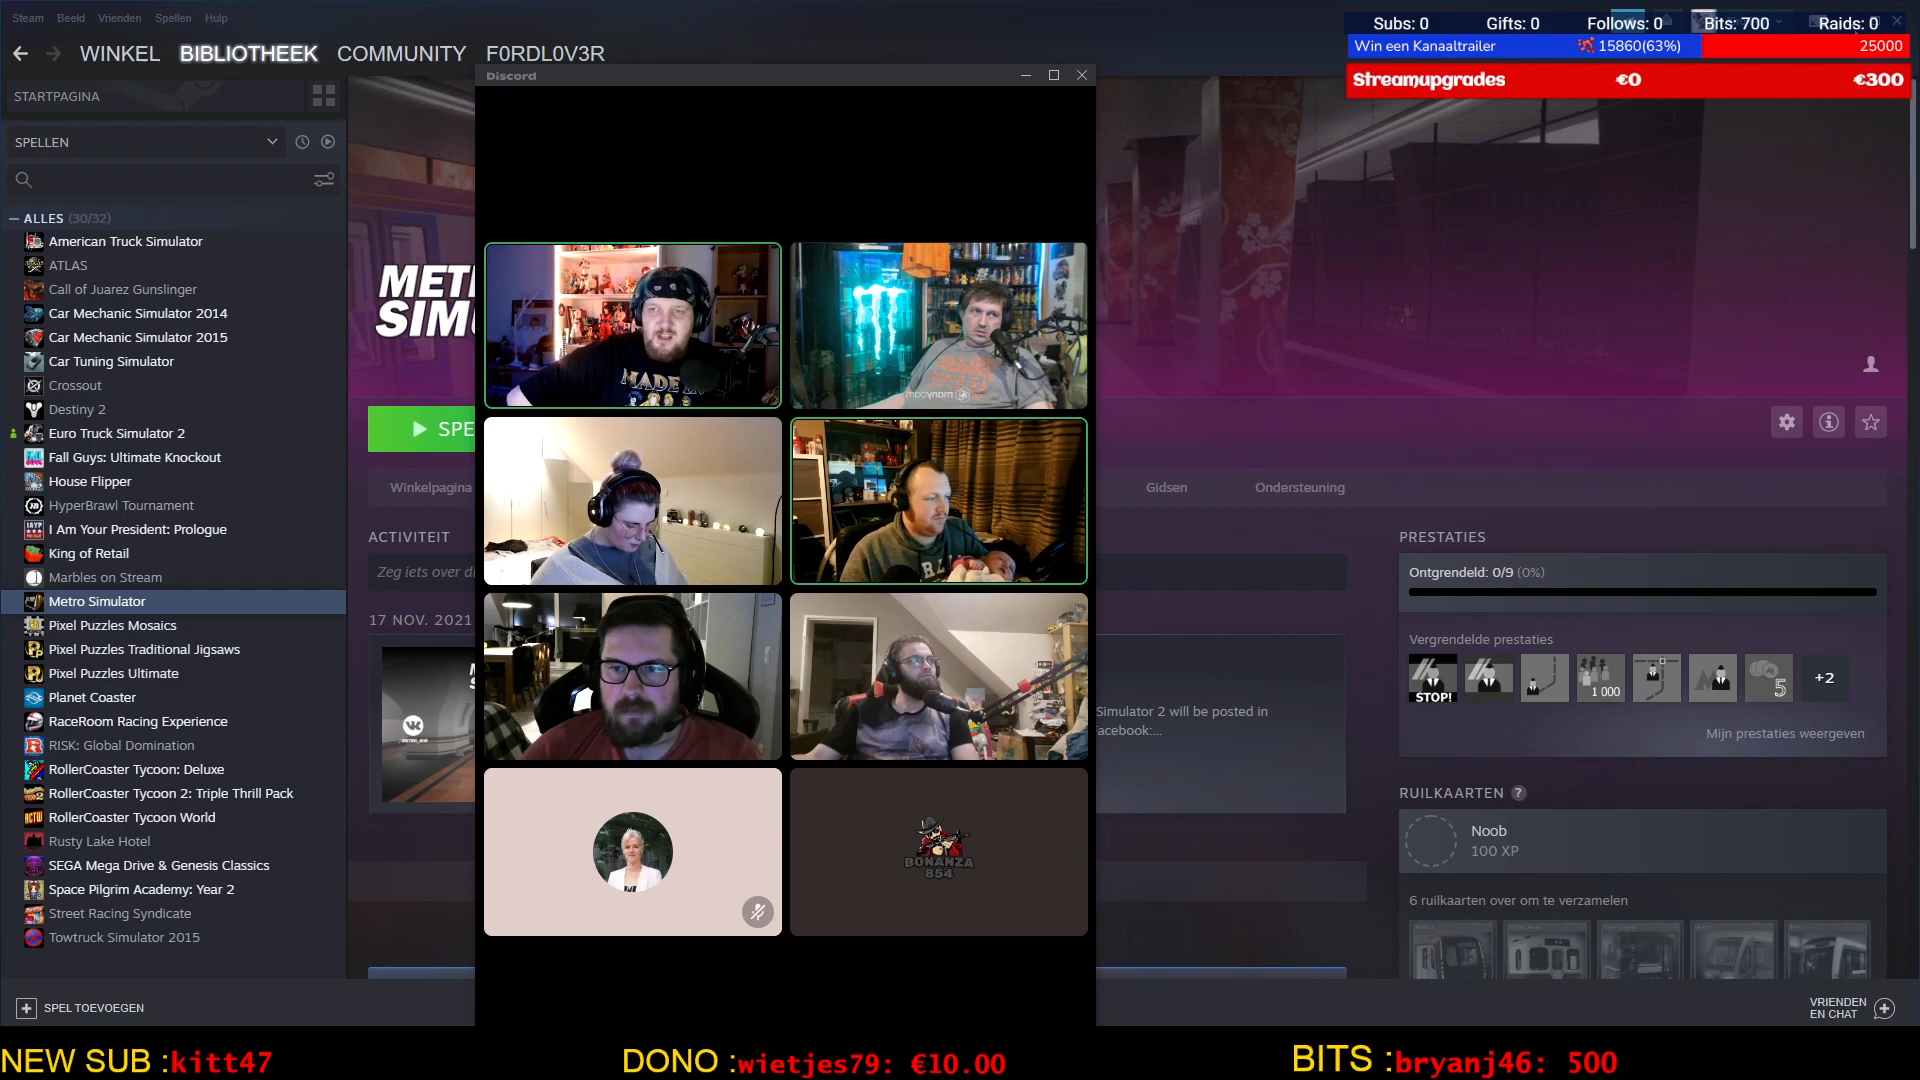 Steam Beeld Vrienden Spellen Hulp
WINKEL BIBLIOTHEEK COMMUNITY F0RDL0V3R
Subs: 0 Gifts: 0 Follows: 0 Bits: 700 Raids: 0
Win een Kanaaltrailer 15860(63%) 25000
Streamupgrades €0 €300
Discord
STARTPAGINA
SPELLEN
ALLES (30/32)
American Truck Simulator
ATLAS
Call of Juarez Gunslinger
Car Mechanic Simulator 2014
Car Mechanic Simulator 2015
Car Tuning Simulator
Crossout
Destiny 2
Euro Truck Simulator 2
Fall Guys: Ultimate Knockout
House Flipper
HyperBrawl Tournament
I Am Your President: Prologue
King of Retail
Marbles on Stream
Metro Simulator
Pixel Puzzles Mosaics
Pixel Puzzles Traditional Jigsaws
Pixel Puzzles Ultimate
Planet Coaster
RaceRoom Racing Experience
RISK: Global Domination
RollerCoaster Tycoon: Deluxe
RollerCoaster Tycoon 2: Triple Thrill Pack
RollerCoaster Tycoon World
Rusty Lake Hotel
SEGA Mega Drive & Genesis Classics
Space Pilgrim Academy: Year 2
Street Racing Syndicate
Towtruck Simulator 2015
SPEL TOEVOEGEN
MET
SIM
SPE
Winkelpagina
Gidsen Ondersteuning
ACTIVITEIT
Zeg iets over di
17 NOV. 2021
MADE
BONANZA
854
Simulator 2 will be posted in
Facebook:...
PRESTATIES
Ontgrendeld: 0/9 (0%)
Vergrendelde prestaties
STOP! 1 000 5 +2
Mijn prestaties weergeven
RUILKAARTEN ?
Noob
100 XP
6 ruilkaarten over om te verzamelen
VRIENDEN
EN CHAT
NEW SUB :kitt47
DONO :wietjes79: €10.00
BITS :bryanj46: 500